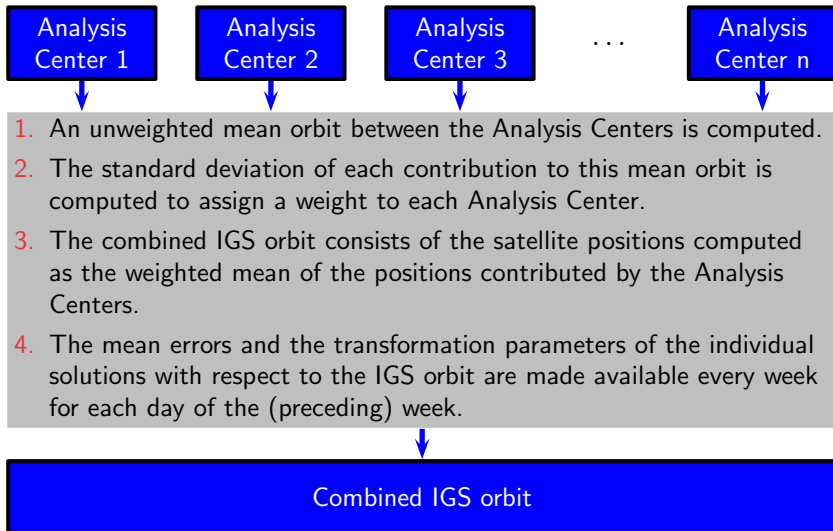 Analysis Center 1
Analysis Center 2
Analysis Center 3
...
Analysis Center n
1. An unweighted mean orbit between the Analysis Centers is computed.
2. The standard deviation of each contribution to this mean orbit is
computed to assign a weight to each Analysis Center.
3. The combined IGS orbit consists of the satellite positions computed
as the weighted mean of the positions contributed by the Analysis
Centers.
4. The mean errors and the transformation parameters of the individual
solutions with respect to the IGS orbit are made available every week
for each day of the (preceding) week.
Combined IGS orbit